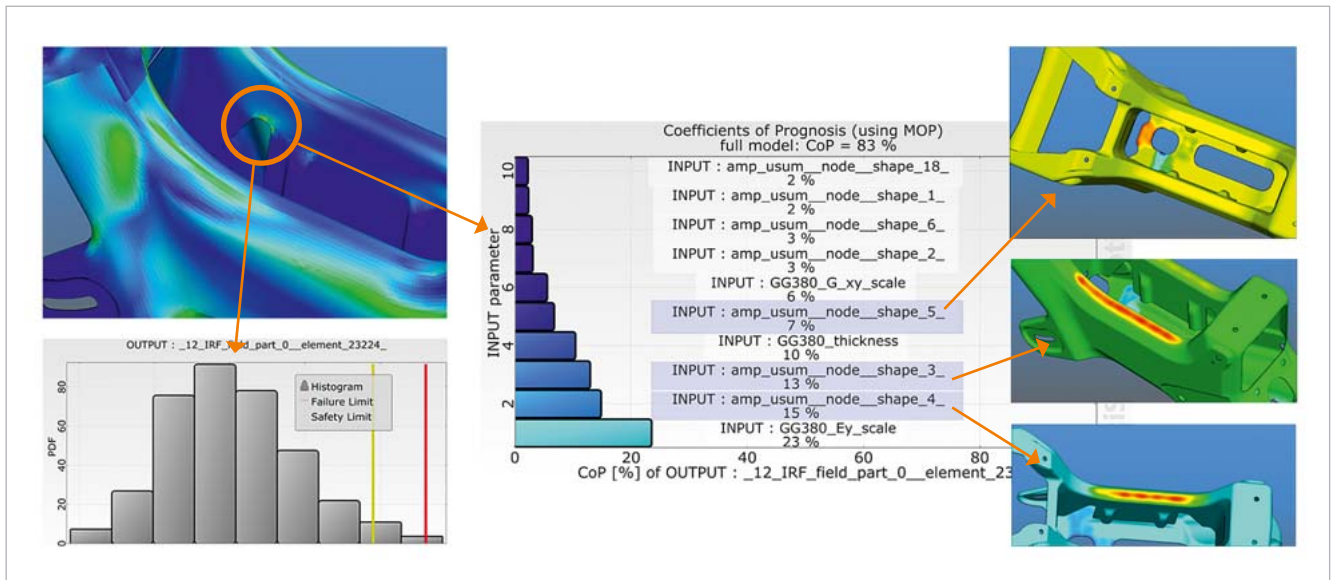 OUTPUT : _12_IRF_field_part_0__element_23224_
Histogram
Failure Limit
Safety Limit
PDF
80
60
40
20
0
Coefficients of Prognosis (using MOP)
full model: CoP = 83 %
INPUT : amp_usum__node__shape_18_
2 %
INPUT : amp_usum__node__shape_1_
2 %
INPUT : amp_usum__node__shape_6_
3 %
INPUT : amp_usum__node__shape_2_
3 %
INPUT : GG380_G_xy_scale
6 %
INPUT : amp_usum__node__shape_5_
7 %
INPUT : GG380_thickness
10 %
INPUT : amp_usum__node__shape_3_
13 %
INPUT : amp_usum__node__shape_4_
15 %
INPUT : GG380_Ey_scale
23 %
INPUT parameter
10
8
6
4
2
0 20 40 60 80
CoP [%] of OUTPUT : _12_IRF_field_part_0__element_23